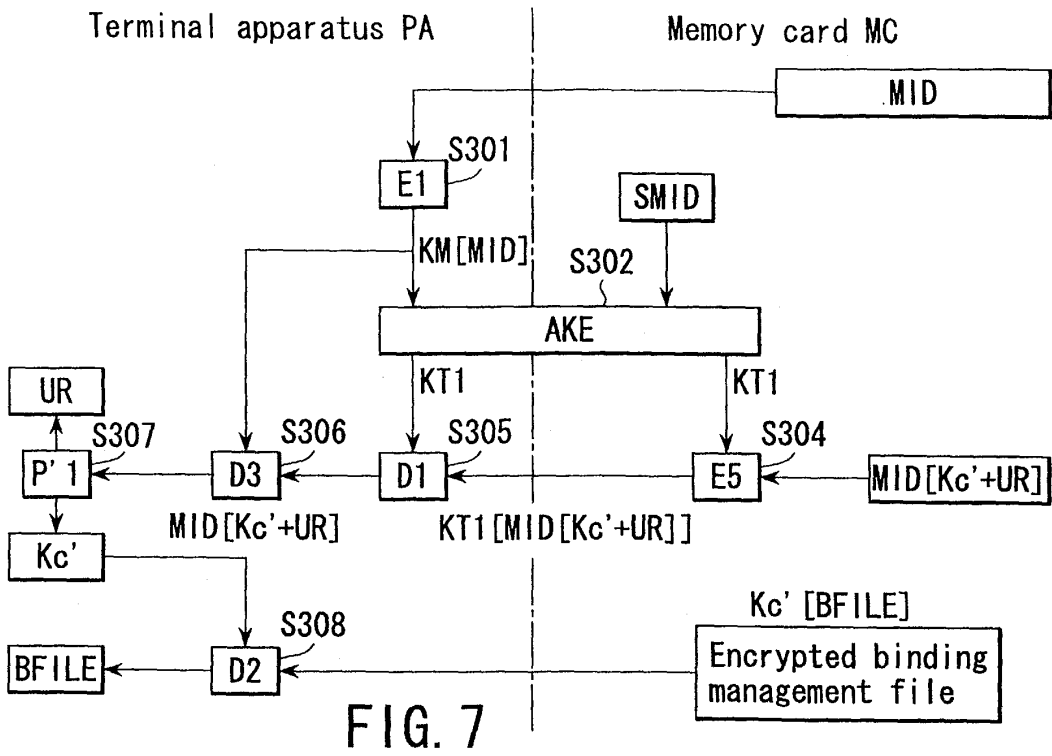 Terminal apparatus PA
Memory card MC
MID
S301
E1
SMID
KM[MID]
S302
AKE
UR
KT1
KT1
S307
S306
S305
S304
P'1
D3
D1
E5
MID[Kc'+UR]
MID[Kc'+UR]
KT1[MID[Kc'+UR]]
Kc'
Kc'[BFILE]
S308
BFILE
D2
Encrypted binding
management file
FIG. 7